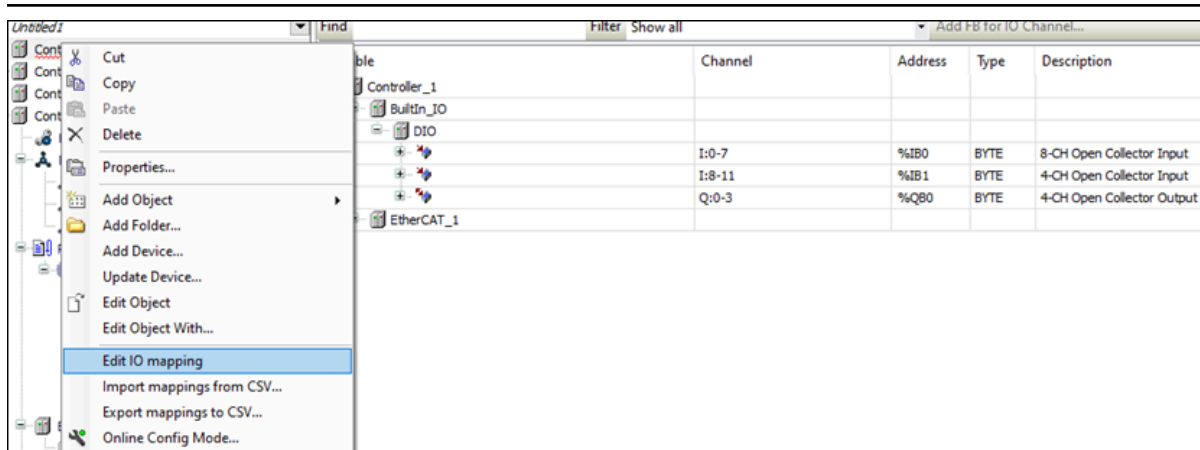 Untitled1 Find Filter Show all Add FB for IO Channel...
Channel Address Type Description
Controller_1
BuiltIn_IO
DIO
I:0-7 %IB0 BYTE 8-CH Open Collector Input
I:8-11 %IB1 BYTE 4-CH Open Collector Input
Q:0-3 %QB0 BYTE 4-CH Open Collector Output
EtherCAT_1
Cut
Copy
Paste
Delete
Properties...
Add Object
Add Folder...
Add Device...
Update Device...
Edit Object
Edit Object With...
Edit IO mapping
Import mappings from CSV...
Export mappings to CSV...
Online Config Mode...